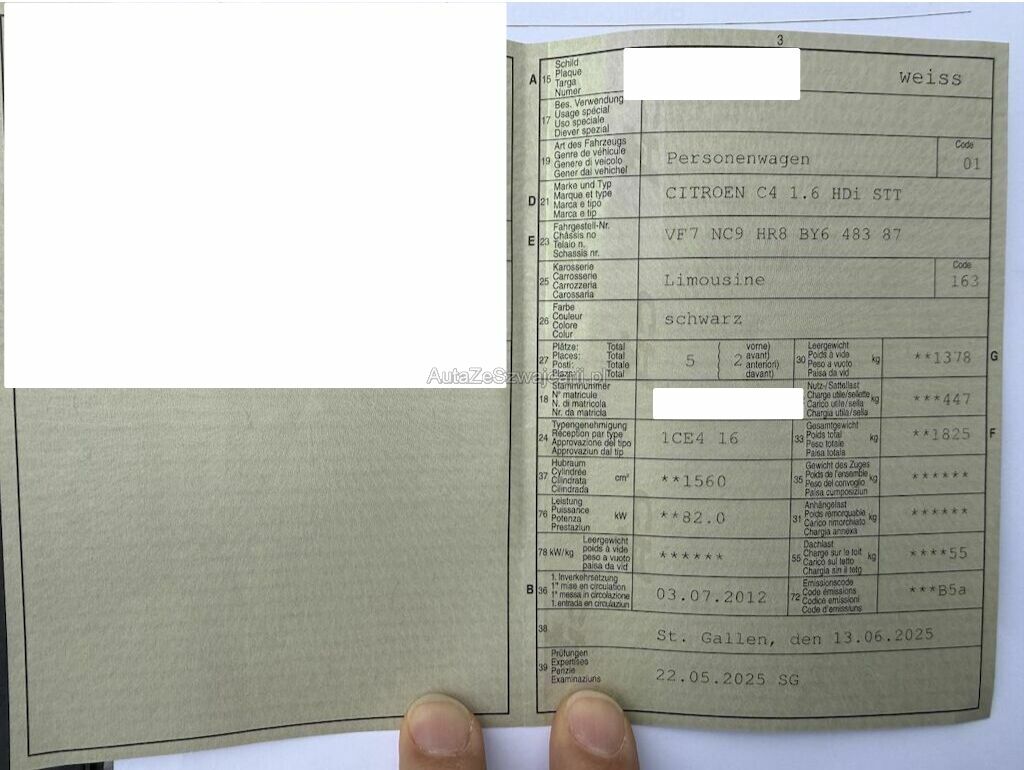 3
A 15 Schild
Plaque
Targa
Numer
weiss
17 Bes. Verwendung
Usage spécial
Uso speciale
Diever spezial
19 Art des Fahrzeugs
Genre de véhicule
Genere di veicolo
Gener dal vehichel
Personenwagen
Code
01
D 21 Marke und Typ
Marque et type
Marca e tipo
Marca e tip
CITROEN C4 1.6 HDi STT
E 23 Fahrgestell-Nr.
Châssis no
Telaio n.
Schassis nr.
VF7 NC9 HR8 BY6 483 87
25 Karosserie
Carrosserie
Carrozzeria
Carossaria
Limousine
Code
163
26 Farbe
Couleur
Colore
Colur
schwarz
27 Plätze: Total
Places: Total
Posti: Totale
Plazs: Total
5 ( 2 vorne)
avant)
anteriori)
davant)
30 Leergewicht
Poids à vide
Peso a vuoto
Paisa da vid
kg
**1378 G
AutaZeSzwajcarii.pl
18 Stammnummer
N° matricule
N. di matricola
Nr. da matricla
Nutz-/Sattellast
Charge utile/sellette
Carico utile/sella
Chargia utila/sella
kg
***447
24 Typengenehmigung
Réception par type
Approvazione del tipo
Approvaziun dal tip
1CE4 16
33 Gesamtgewicht
Poids total
Peso totale
Paisa totala
kg
**1825 F
37 Hubraum
Cylindrée
Cilindrata
Cilindrada
cm³
**1560
35 Gewicht des Zuges
Poids de l'ensemble
Peso del convoglio
Paisa cumposiziun
kg
******
76 Leistung
Puissance
Potenza
Prestaziun
kW
**82.0
31 Anhängelast
Poids remorquable
Carico rimorchiato
Chargia annexa
kg
******
78 kW/kg Leergewicht
poids à vide
peso a vuoto
paisa da vid
******
55 Dachlast
Charge sur le toit
Carico sul tetto
Chargia sin il tetg
kg
****55
B 36 1. Inverkehrsetzung
1re mise en circulation
1a messa in circolazione
1. entrada en circulaziun
03.07.2012
72 Emissionscode
Code émissions
Codice emissioni
Code d'emissiuns
***B5a
38
St. Gallen, den 13.06.2025
39 Prüfungen
Expertises
Perizie
Examinaziuns
22.05.2025 SG